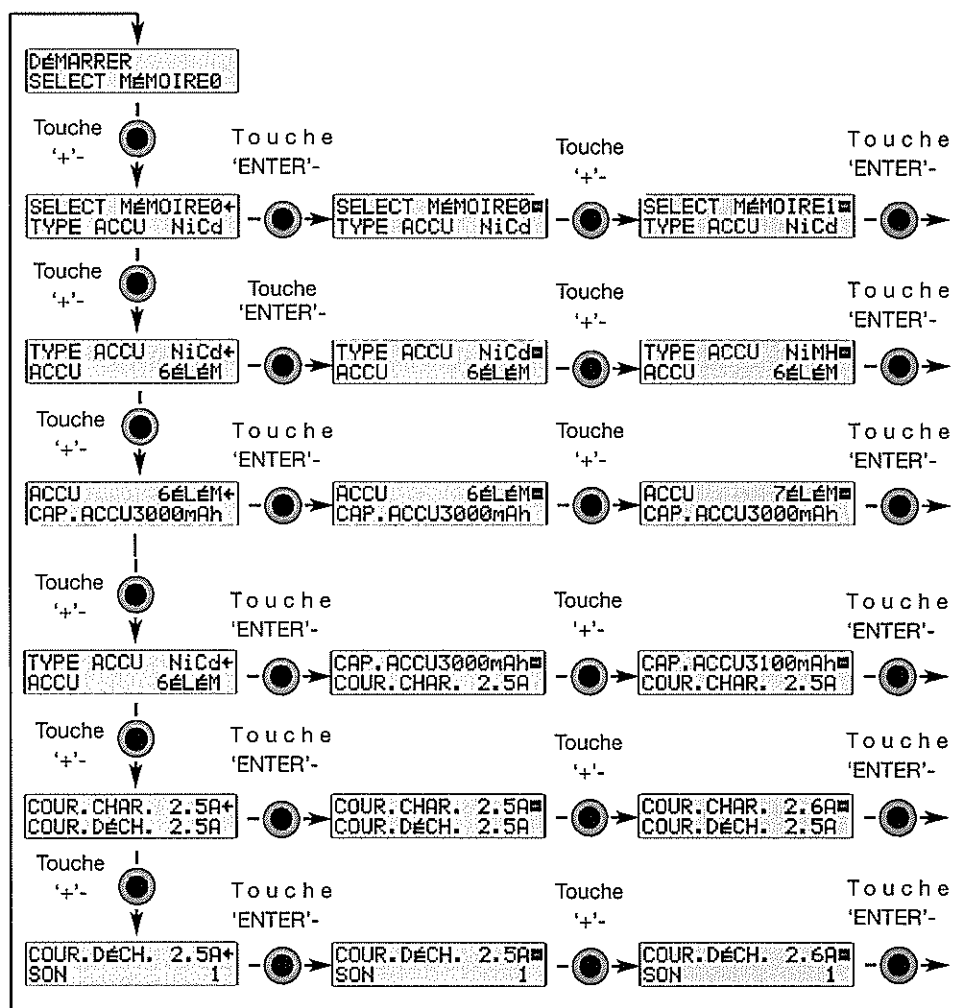 DéMARRER
SELECT MéMOIRE0
Touche
'+'-
Touche
'ENTER'-
Touche
'+'-
Touche
'ENTER'-
SELECT MéMOIRE0←
TYPE ACCU NiCd
SELECT MéMOIRE0
TYPE ACCU NiCd
SELECT MéMOIRE1
TYPE ACCU NiCd
Touche
'+'-
Touche
'ENTER'-
Touche
'+'-
Touche
'ENTER'-
TYPE ACCU NiCd←
ACCU 6éLéM
TYPE ACCU NiCd
ACCU 6éLéM
TYPE ACCU NiMH
ACCU 6éLéM
Touche
'+'-
Touche
'ENTER'-
Touche
'+'-
Touche
'ENTER'-
ACCU 6éLéM←
CAP.ACCU3000mAh
ACCU 6éLéM
CAP.ACCU3000mAh
ACCU 7éLéM
CAP.ACCU3000mAh
Touche
'+'-
Touche
'ENTER'-
Touche
'+'-
Touche
'ENTER'-
TYPE ACCU NiCd←
ACCU 6éLéM
CAP.ACCU3000mAh
COUR.CHAR. 2.5A
CAP.ACCU3100mAh
COUR.CHAR. 2.5A
Touche
'+'-
Touche
'ENTER'-
Touche
'+'-
Touche
'ENTER'-
COUR.CHAR. 2.5A←
COUR.DéCH. 2.5A
COUR.CHAR. 2.5A
COUR.DéCH. 2.5A
COUR.CHAR. 2.6A
COUR.DéCH. 2.5A
Touche
'+'-
Touche
'ENTER'-
Touche
'+'-
Touche
'ENTER'-
COUR.DéCH. 2.5A←
SON 1
COUR.DéCH. 2.5A
SON 1
COUR.DéCH. 2.6A
SON 1